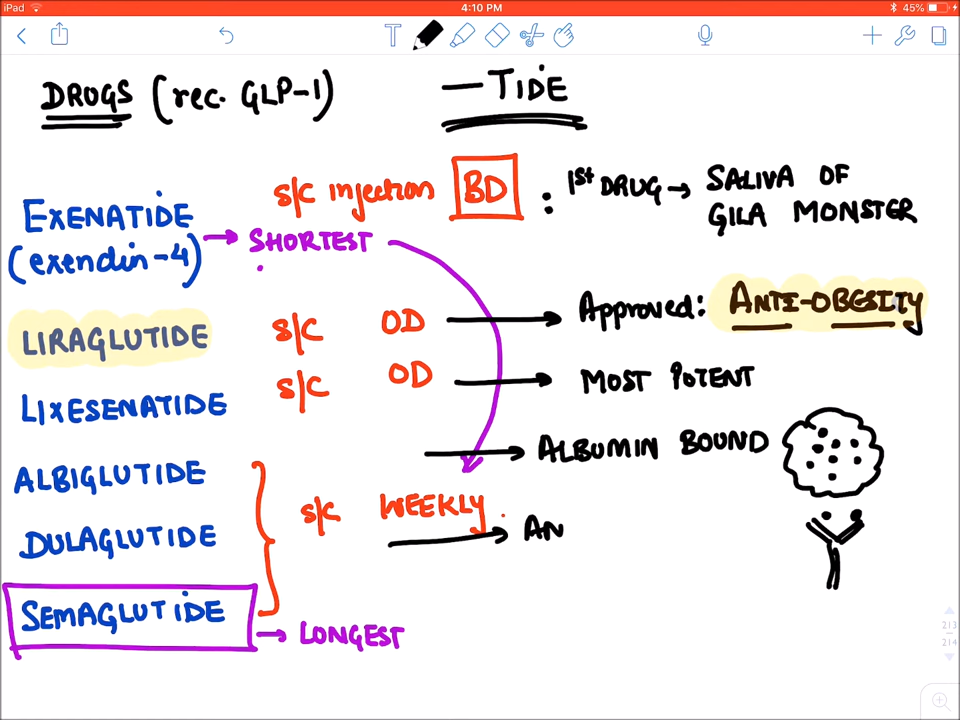 iPad 4:10 PM 45%
T
DRUGS (rec. GLP-1) — TIDE
S/C injection BD : 1st DRUG → SALIVA OF
GILA MONSTER
EXENATIDE
(exendin-4) → SHORTEST
LIRAGLUTIDE S/C OD → Approved: ANTI-OBESITY
LIXESENATIDE S/C OD → MOST POTENT
ALBIGLUTIDE → ALBUMIN BOUND
S/C WEEKLY. → AN
DULAGLUTIDE
SEMAGLUTIDE → LONGEST
213
214